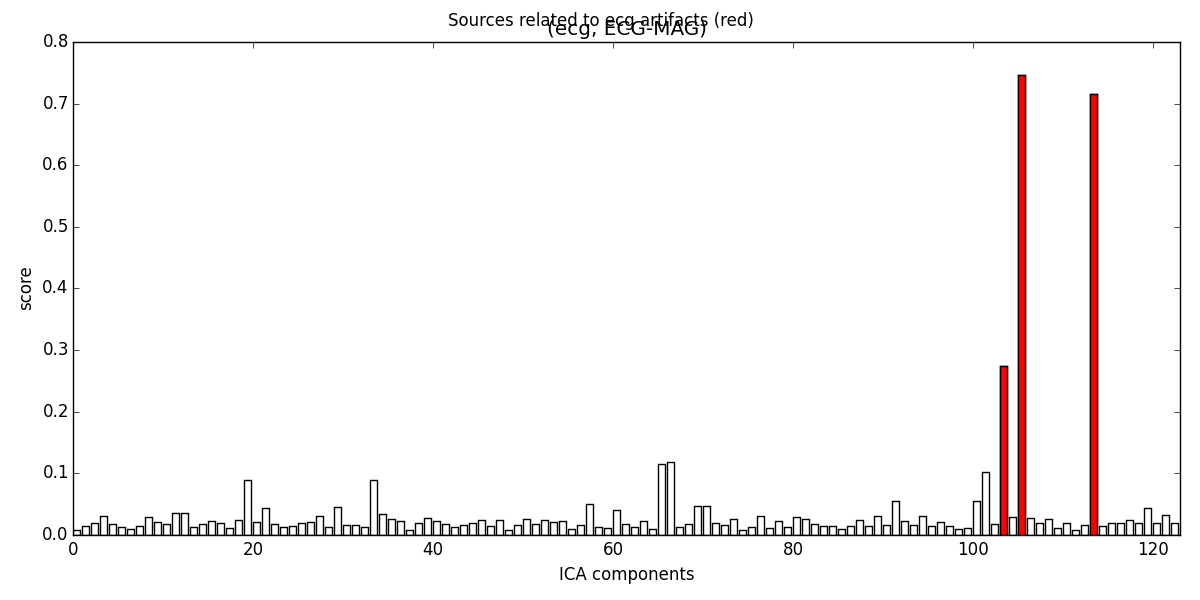 Sources related to ecg artifacts (red)
(ecg, ECG-MAG)
0.8
0.7
0.6
0.5
0.4
0.3
0.2
0.1
0.0
score
0 20 40 60 80 100 120
ICA components